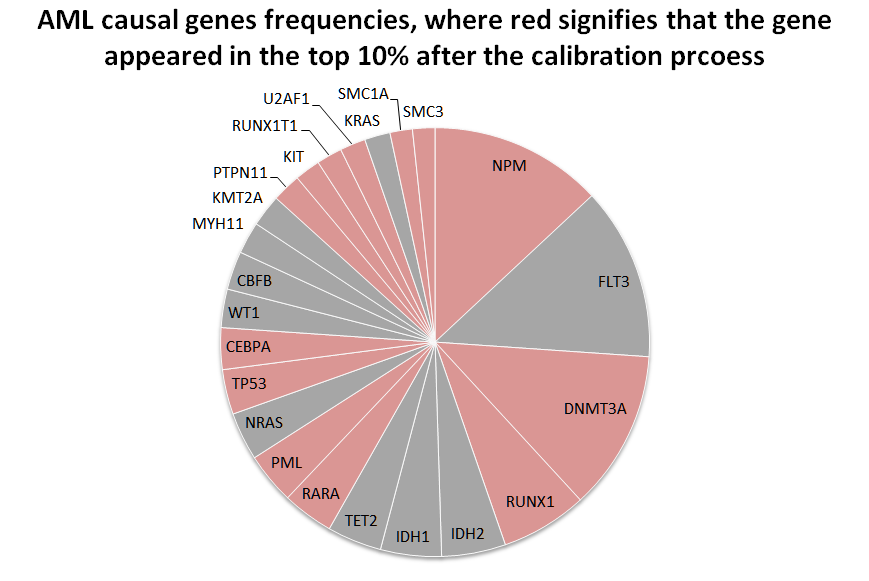 AML causal genes frequencies, where red signifies that the gene
appeared in the top 10% after the calibration prcoess
NPM
FLT3
DNMT3A
RUNX1
IDH2
IDH1
TET2
RARA
PML
NRAS
TP53
CEBPA
WT1
CBFB
MYH11
KMT2A
PTPN11
KIT
RUNX1T1
U2AF1
KRAS
SMC1A
SMC3